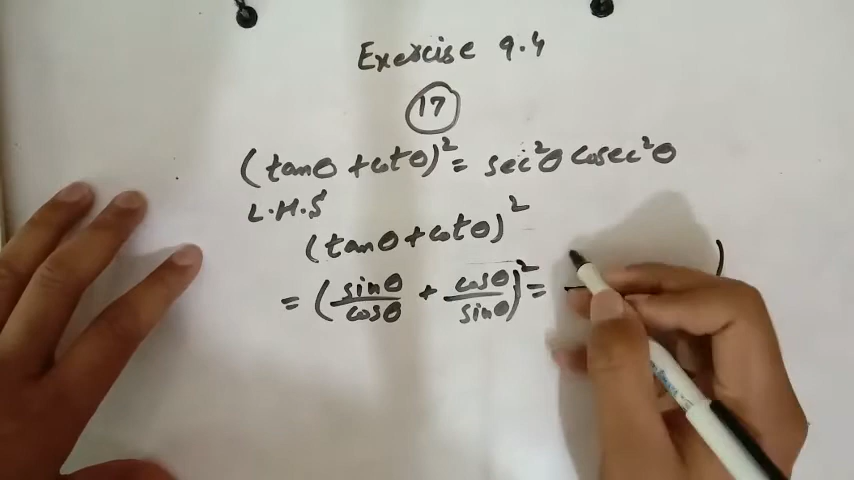 Exercise 9.4
17
(tanθ + cotθ)² = sec²θ cosec²θ
L.H.S
(tanθ + cotθ)²
= (sinθ/cosθ + cosθ/sinθ)² =